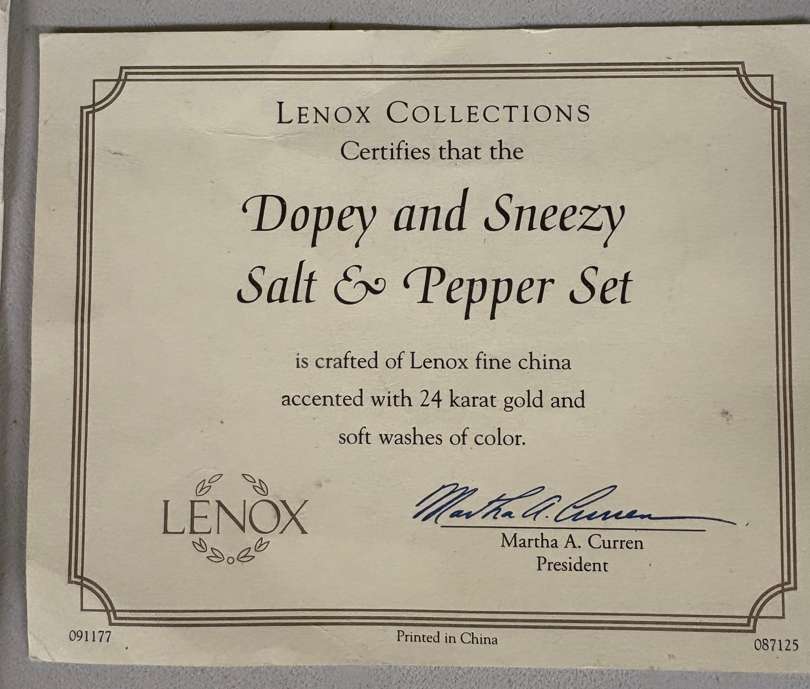 LENOX COLLECTIONS
Certifies that the
Dopey and Sneezy
Salt & Pepper Set
is crafted of Lenox fine china
accented with 24 karat gold and
soft washes of color.
LENOX
Martha A. Curren
Martha A. Curren
President
091177
Printed in China
087125